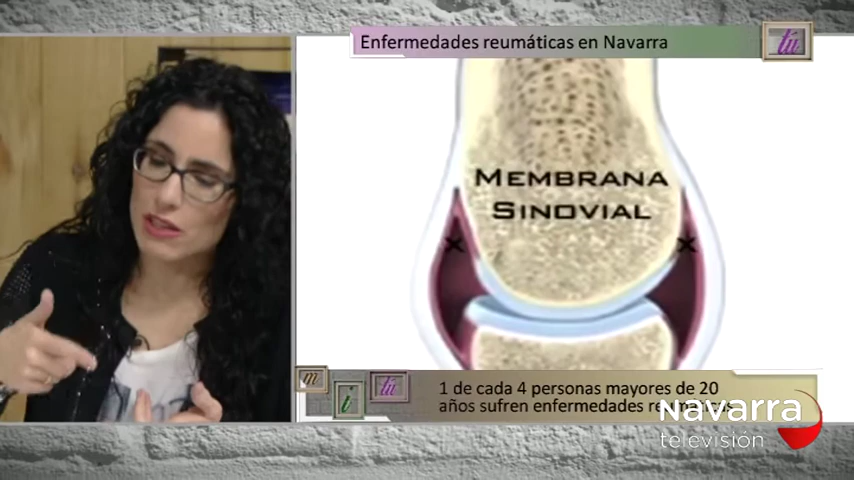 Enfermedades reumáticas en Navarra
tú
MEMBRANA
SINOVIAL
x
x
m
i
tú
1 de cada 4 personas mayores de 20
años sufren enfermedades
Navarra
televisión